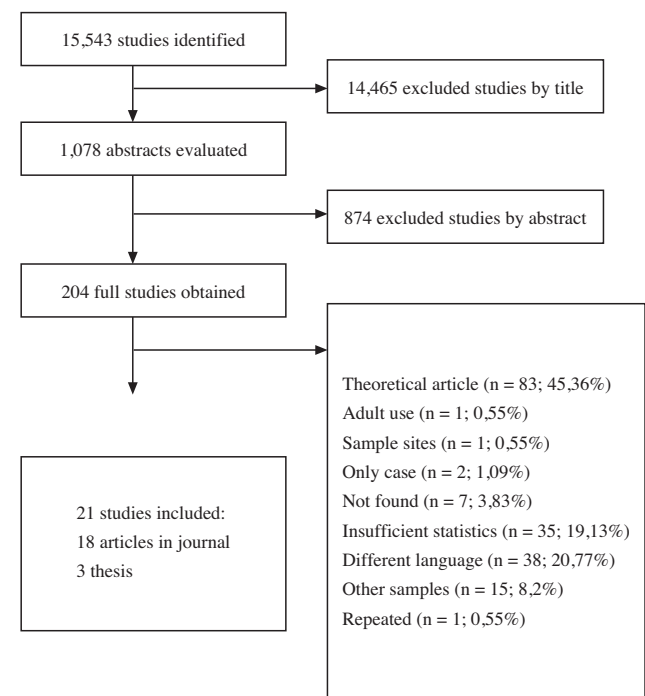 15,543 studies identified
14,465 excluded studies by title
1,078 abstracts evaluated
874 excluded studies by abstract
204 full studies obtained
Theoretical article (n = 83; 45,36%)
Adult use (n = 1; 0,55%)
Sample sites (n = 1; 0,55%)
Only case (n = 2; 1,09%)
Not found (n = 7; 3,83%)
Insufficient statistics (n = 35; 19,13%)
Different language (n = 38; 20,77%)
Other samples (n = 15; 8,2%)
Repeated (n = 1; 0,55%)
21 studies included:
18 articles in journal
3 thesis